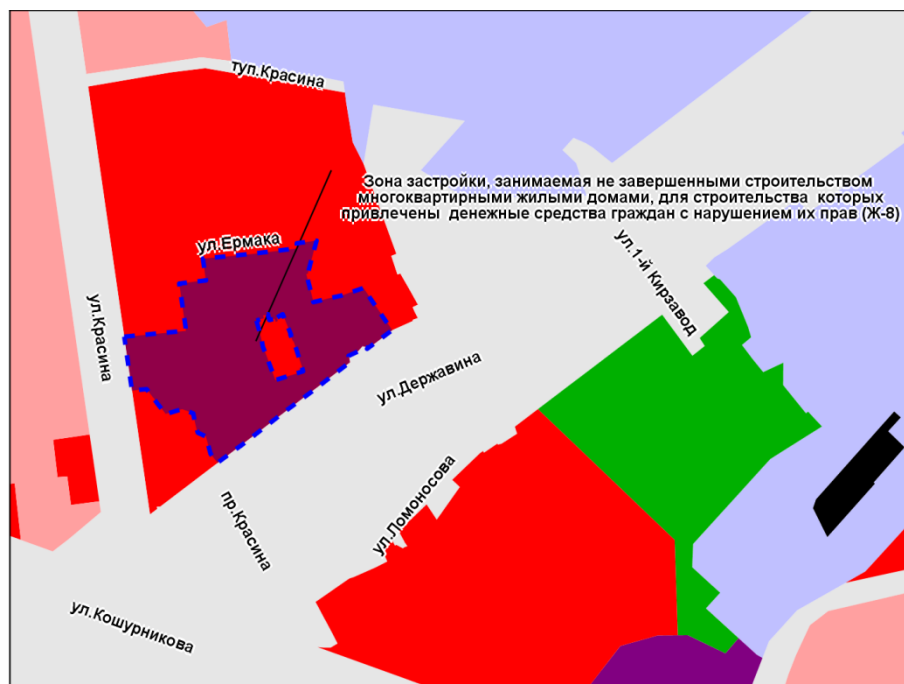 туп.Красина
Зона застройки, занимаемая не завершенными строительством
многоквартирными жилыми домами, для строительства которых
привлечены денежные средства граждан с нарушением их прав (Ж-8)
ул.Ермака
ул.1-й Кирзавод
ул.Красина
ул.Державина
ул.Ломоносова
пр.Красина
ул.Кошурникова